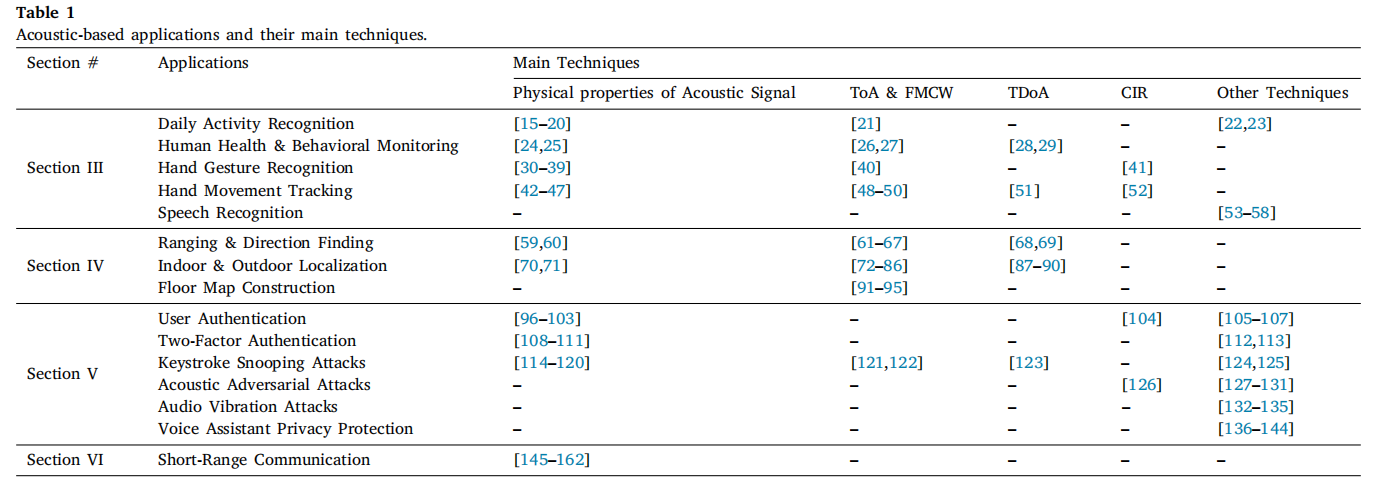 Table 1
Acoustic-based applications and their main techniques.
Section # Applications Main Techniques
Physical properties of Acoustic Signal ToA & FMCW TDoA CIR Other Techniques
Daily Activity Recognition [15–20] [21] – – [22,23]
Human Health & Behavioral Monitoring [24,25] [26,27] [28,29] – –
Section III Hand Gesture Recognition [30–39] [40] – [41] –
Hand Movement Tracking [42–47] [48–50] [51] [52] –
Speech Recognition – – – – [53–58]
Ranging & Direction Finding [59,60] [61–67] [68,69] – –
Section IV Indoor & Outdoor Localization [70,71] [72–86] [87–90] – –
Floor Map Construction – [91–95] – – –
User Authentication [96–103] – – [104] [105–107]
Two-Factor Authentication [108–111] – – – [112,113]
Keystroke Snooping Attacks [114–120] [121,122] [123] – [124,125]
Section V
Acoustic Adversarial Attacks – – – [126] [127–131]
Audio Vibration Attacks – – – – [132–135]
Voice Assistant Privacy Protection – – – – [136–144]
Section VI Short-Range Communication [145–162] – – – –